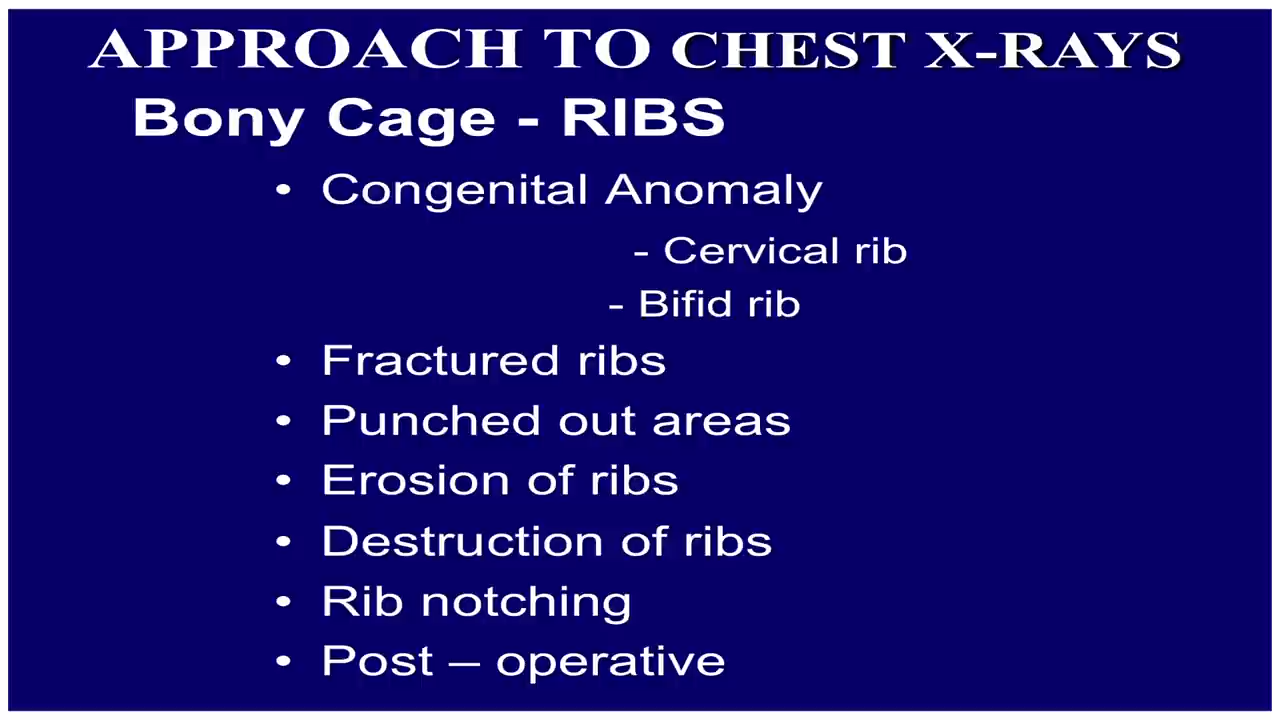 APPROACH TO CHEST X-RAYS
Bony Cage - RIBS
• Congenital Anomaly
- Cervical rib
- Bifid rib
• Fractured ribs
• Punched out areas
• Erosion of ribs
• Destruction of ribs
• Rib notching
• Post – operative